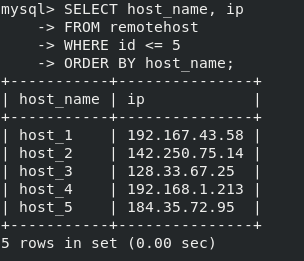 mysql> SELECT host_name, ip
    -> FROM remotehost
    -> WHERE id <= 5
    -> ORDER BY host_name;
+-----------+---------------+
| host_name | ip            |
+-----------+---------------+
| host_1    | 192.167.43.58 |
| host_2    | 142.250.75.14 |
| host_3    | 128.33.67.25  |
| host_4    | 192.168.1.213 |
| host_5    | 184.35.72.95  |
+-----------+---------------+
5 rows in set (0.00 sec)